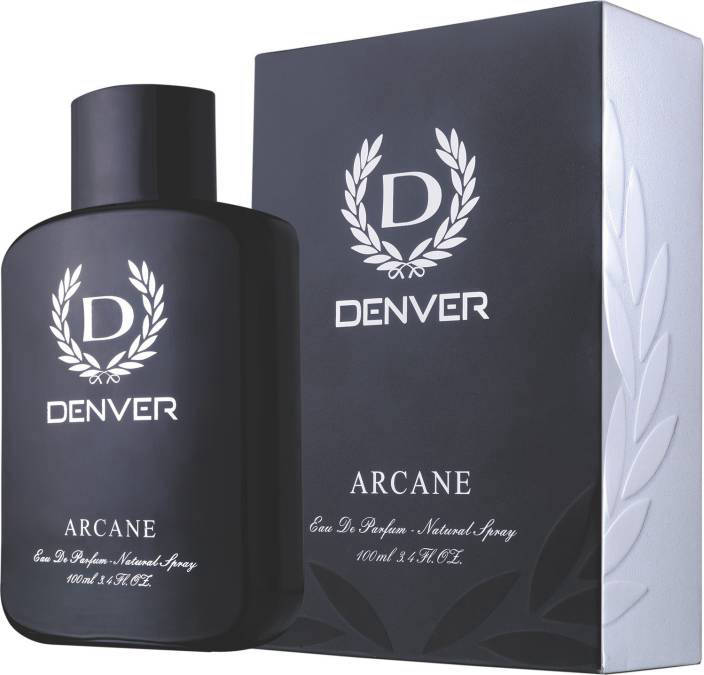 D
DENVER
ARCANE
Eau De Parfum - Natural Spray
100ml 3.4 Fl.OZ.
D
DENVER
ARCANE
Eau De Parfum - Natural Spray
100ml 3.4 Fl.OZ.